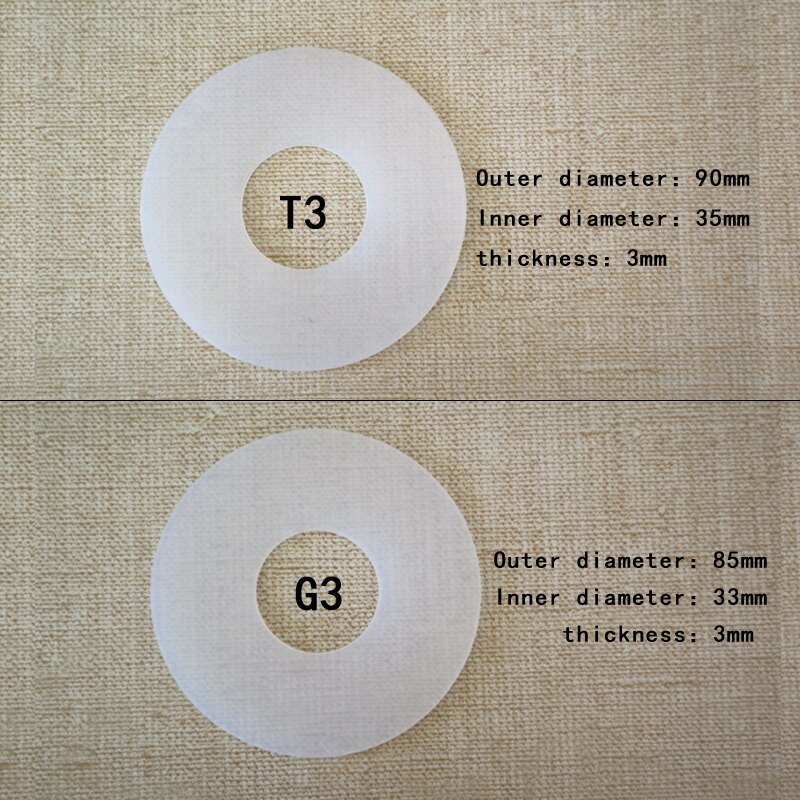 T3
Outer diameter: 90mm
Inner diameter: 35mm
thickness: 3mm
G3
Outer diameter: 85mm
Inner diameter: 33mm
thickness: 3mm